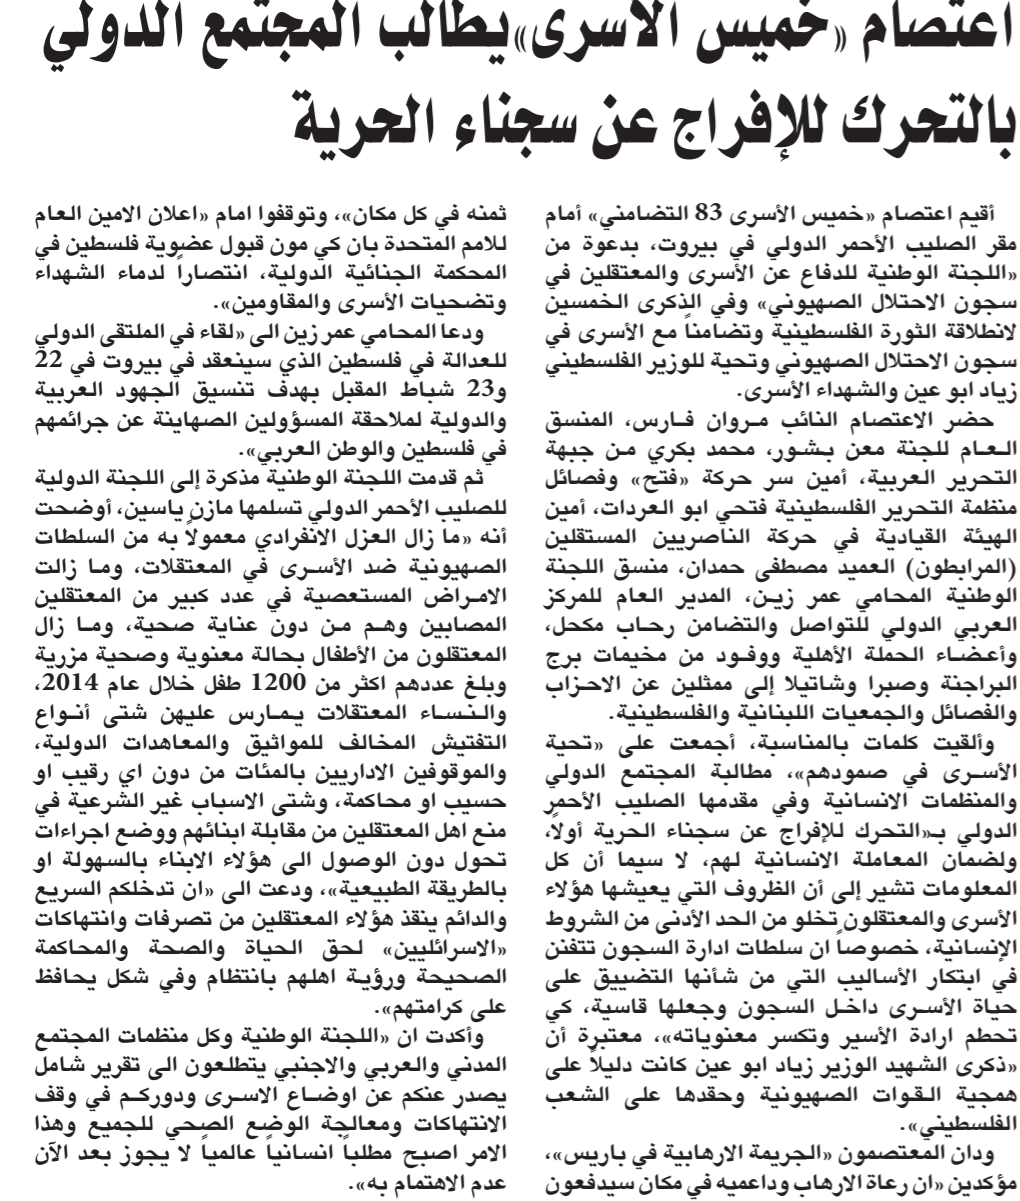 اعتصام «خميس الأسرى»يطالب المجتمع الدولي
بالتحرك للإفراج عن سجناء الحرية
أقيم اعتصام «خميس الأسرى 83 التضامني» أمام
مقر الصليب الأحمر الدولي في بيروت، بدعوة من
«اللجنة الوطنية للدفاع عن الأسرى والمعتقلين في
سجون الاحتلال الصهيوني» وفي الذكرى الخمسين
لانطلاقة الثورة الفلسطينية وتضامناً مع الأسرى في
سجون الاحتلال الصهيوني وتحية للوزير الفلسطيني
زياد ابو عين والشهداء الأسرى.
حضر الاعتصام النائب مروان فارس، المنسق
العام للجنة معن بشور، محمد بكري من جبهة
التحرير العربية، أمين سر حركة «فتح» وفصائل
منظمة التحرير الفلسطينية فتحي ابو العردات، أمين
الهيئة القيادية في حركة الناصريين المستقلين
(المرابطون) العميد مصطفى حمدان، منسق اللجنة
الوطنية المحامي عمر زين، المدير العام للمركز
العربي الدولي للتواصل والتضامن رحاب مكحل،
وأعضاء الحملة الأهلية ووفود من مخيمات برج
البراجنة وصبرا وشاتيلا إلى ممثلين عن الاحزاب
والفصائل والجمعيات اللبنانية والفلسطينية.
وألقيت كلمات بالمناسبة، أجمعت على «تحية
الأسرى في صمودهم»، مطالبة المجتمع الدولي
والمنظمات الانسانية وفي مقدمها الصليب الأحمر
الدولي بـ«التحرك للإفراج عن سجناء الحرية أولاً،
ولضمان المعاملة الانسانية لهم، لا سيما أن كل
المعلومات تشير إلى أن الظروف التي يعيشها هؤلاء
الأسرى والمعتقلون تخلو من الحد الأدنى من الشروط
الإنسانية، خصوصاً ان سلطات ادارة السجون تتفنن
في ابتكار الأساليب التي من شأنها التضييق على
حياة الأسرى داخل السجون وجعلها قاسية، كي
تحطم ارادة الأسير وتكسر معنوياته»، معتبرة أن
«ذكرى الشهيد الوزير زياد ابو عين كانت دليلاً على
همجية القوات الصهيونية وحقدها على الشعب
الفلسطيني».
ودان المعتصمون «الجريمة الارهابية في باريس»،
مؤكدين «ان رعاة الارهاب وداعميه في مكان سيدفعون
ثمنه في كل مكان»، وتوقفوا امام «اعلان الامين العام
للامم المتحدة بان كي مون قبول عضوية فلسطين في
المحكمة الجنائية الدولية، انتصاراً لدماء الشهداء
وتضحيات الأسرى والمقاومين».
ودعا المحامي عمر زين الى «لقاء في الملتقى الدولي
للعدالة في فلسطين الذي سينعقد في بيروت في 22
و23 شباط المقبل بهدف تنسيق الجهود العربية
والدولية لملاحقة المسؤولين الصهاينة عن جرائمهم
في فلسطين والوطن العربي».
ثم قدمت اللجنة الوطنية مذكرة إلى اللجنة الدولية
للصليب الأحمر الدولي تسلمها مازن ياسين، أوضحت
أنه «ما زال العزل الانفرادي معمولاً به من السلطات
الصهيونية ضد الأسرى في المعتقلات، وما زالت
الامراض المستعصية في عدد كبير من المعتقلين
المصابين وهم من دون عناية صحية، وما زال
المعتقلون من الأطفال بحالة معنوية وصحية مزرية
وبلغ عددهم اكثر من 1200 طفل خلال عام 2014،
والنساء المعتقلات يمارس عليهن شتى أنواع
التفتيش المخالف للمواثيق والمعاهدات الدولية،
والموقوفين الاداريين بالمئات من دون اي رقيب او
حسيب او محاكمة، وشتى الاسباب غير الشرعية في
منع اهل المعتقلين من مقابلة ابنائهم ووضع اجراءات
تحول دون الوصول الى هؤلاء الابناء بالسهولة او
بالطريقة الطبيعية»، ودعت الى «ان تدخلكم السريع
والدائم ينقذ هؤلاء المعتقلين من تصرفات وانتهاكات
«الاسرائليين» لحق الحياة والصحة والمحاكمة
الصحيحة ورؤية اهلهم بانتظام وفي شكل يحافظ
على كرامتهم».
وأكدت ان «اللجنة الوطنية وكل منظمات المجتمع
المدني والعربي والاجنبي يتطلعون الى تقرير شامل
يصدر عنكم عن اوضاع الاسرى ودوركم في وقف
الانتهاكات ومعالجة الوضع الصحي للجميع وهذا
الامر اصبح مطلباً انسانياً عالمياً لا يجوز بعد الآن
عدم الاهتمام به».